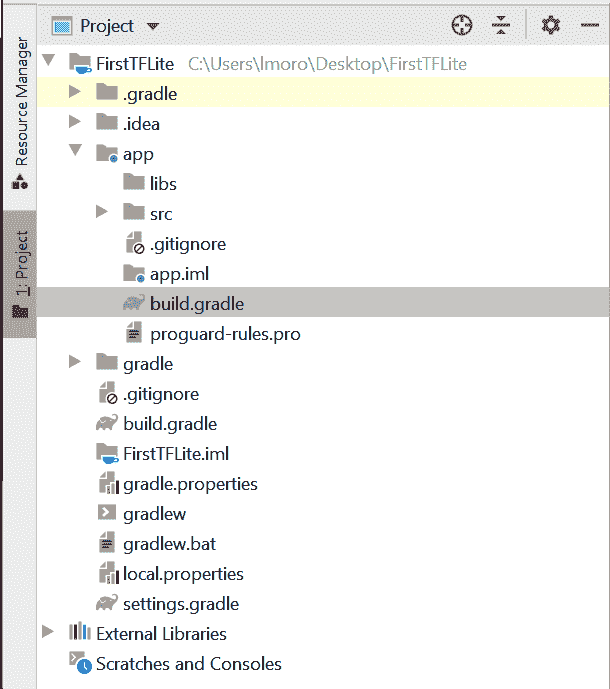 Project
Resource Manager
1: Project
FirstTFLite C:\Users\lmoro\Desktop\FirstTFLite
.gradle
.idea
app
libs
src
.gitignore
app.iml
build.gradle
proguard-rules.pro
gradle
.gitignore
build.gradle
FirstTFLite.iml
gradle.properties
gradlew
gradlew.bat
local.properties
settings.gradle
External Libraries
Scratches and Consoles